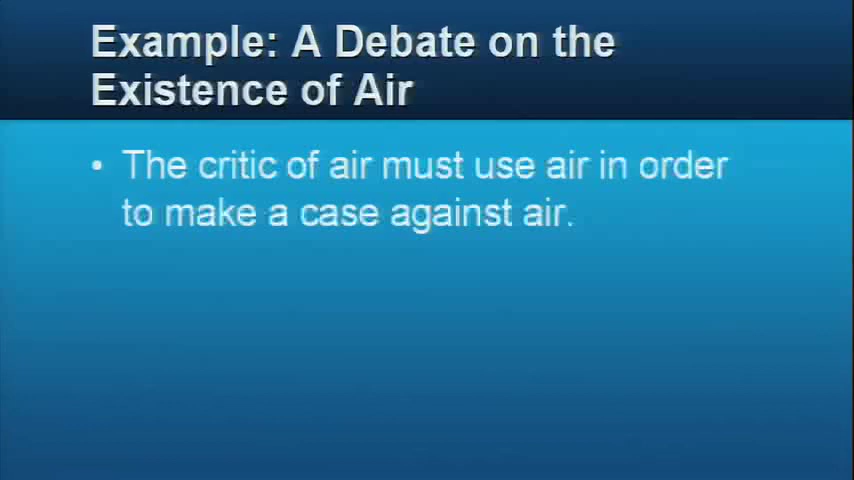 Example: A Debate on the
Existence of Air
• The critic of air must use air in order
to make a case against air.